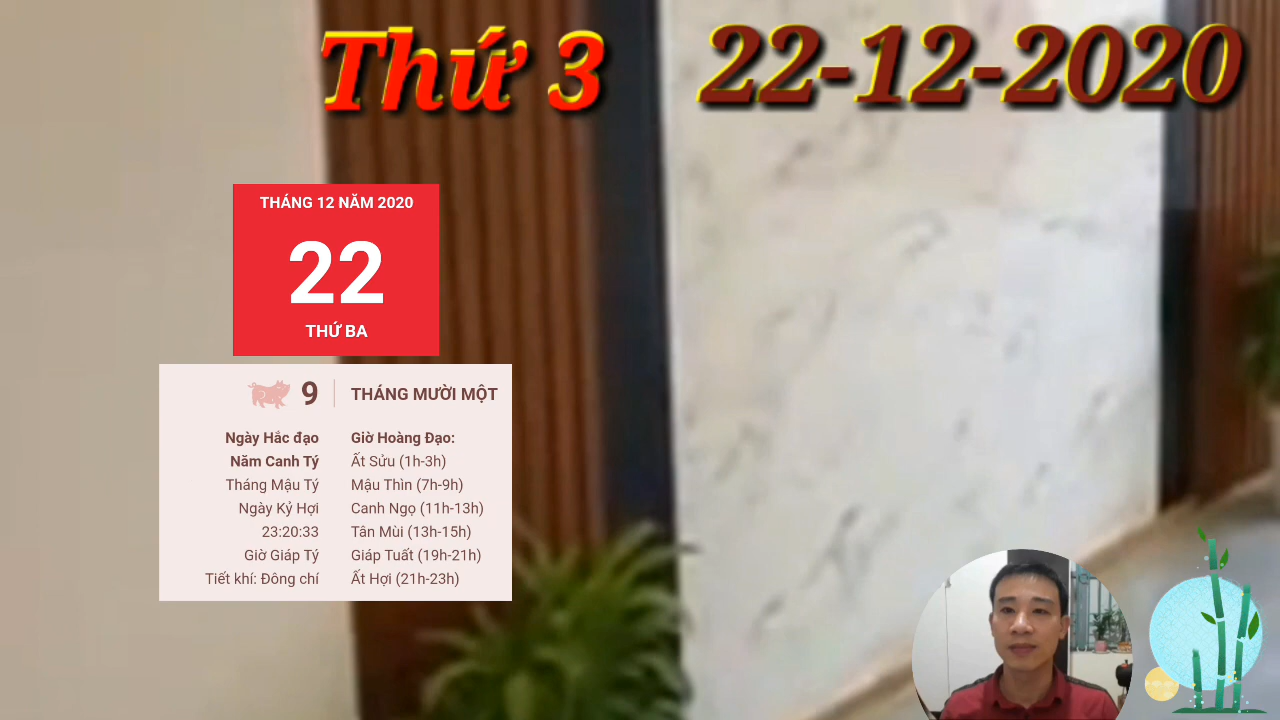 Thứ 3 22-12-2020
THÁNG 12 NĂM 2020
22
THỨ BA
9 THÁNG MƯỜI MỘT
Ngày Hắc đạo
Năm Canh Tý
Tháng Mậu Tý
Ngày Kỷ Hợi
23:20:33
Giờ Giáp Tý
Tiết khí: Đông chí
Giờ Hoàng Đạo:
Ất Sửu (1h-3h)
Mậu Thìn (7h-9h)
Canh Ngọ (11h-13h)
Tân Mùi (13h-15h)
Giáp Tuất (19h-21h)
Ất Hợi (21h-23h)